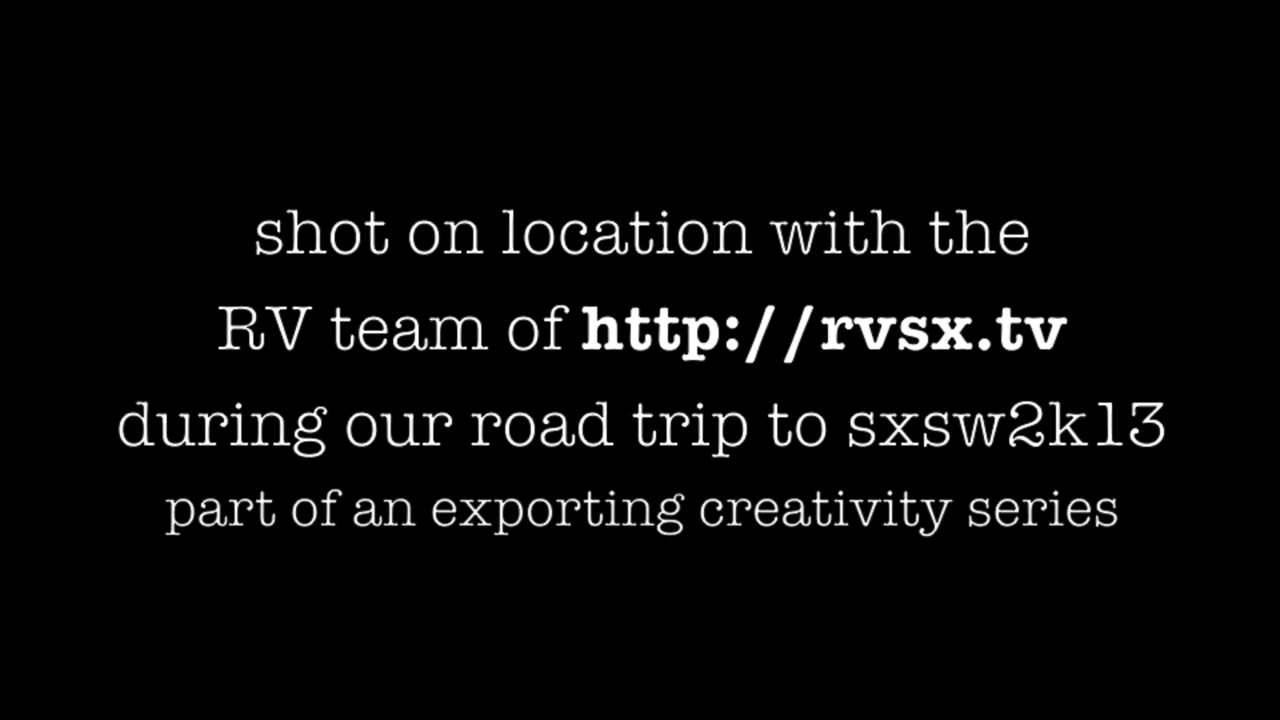 shot on location with the
RV team of http://rvsx.tv
during our road trip to sxsw2k13
part of an exporting creativity series